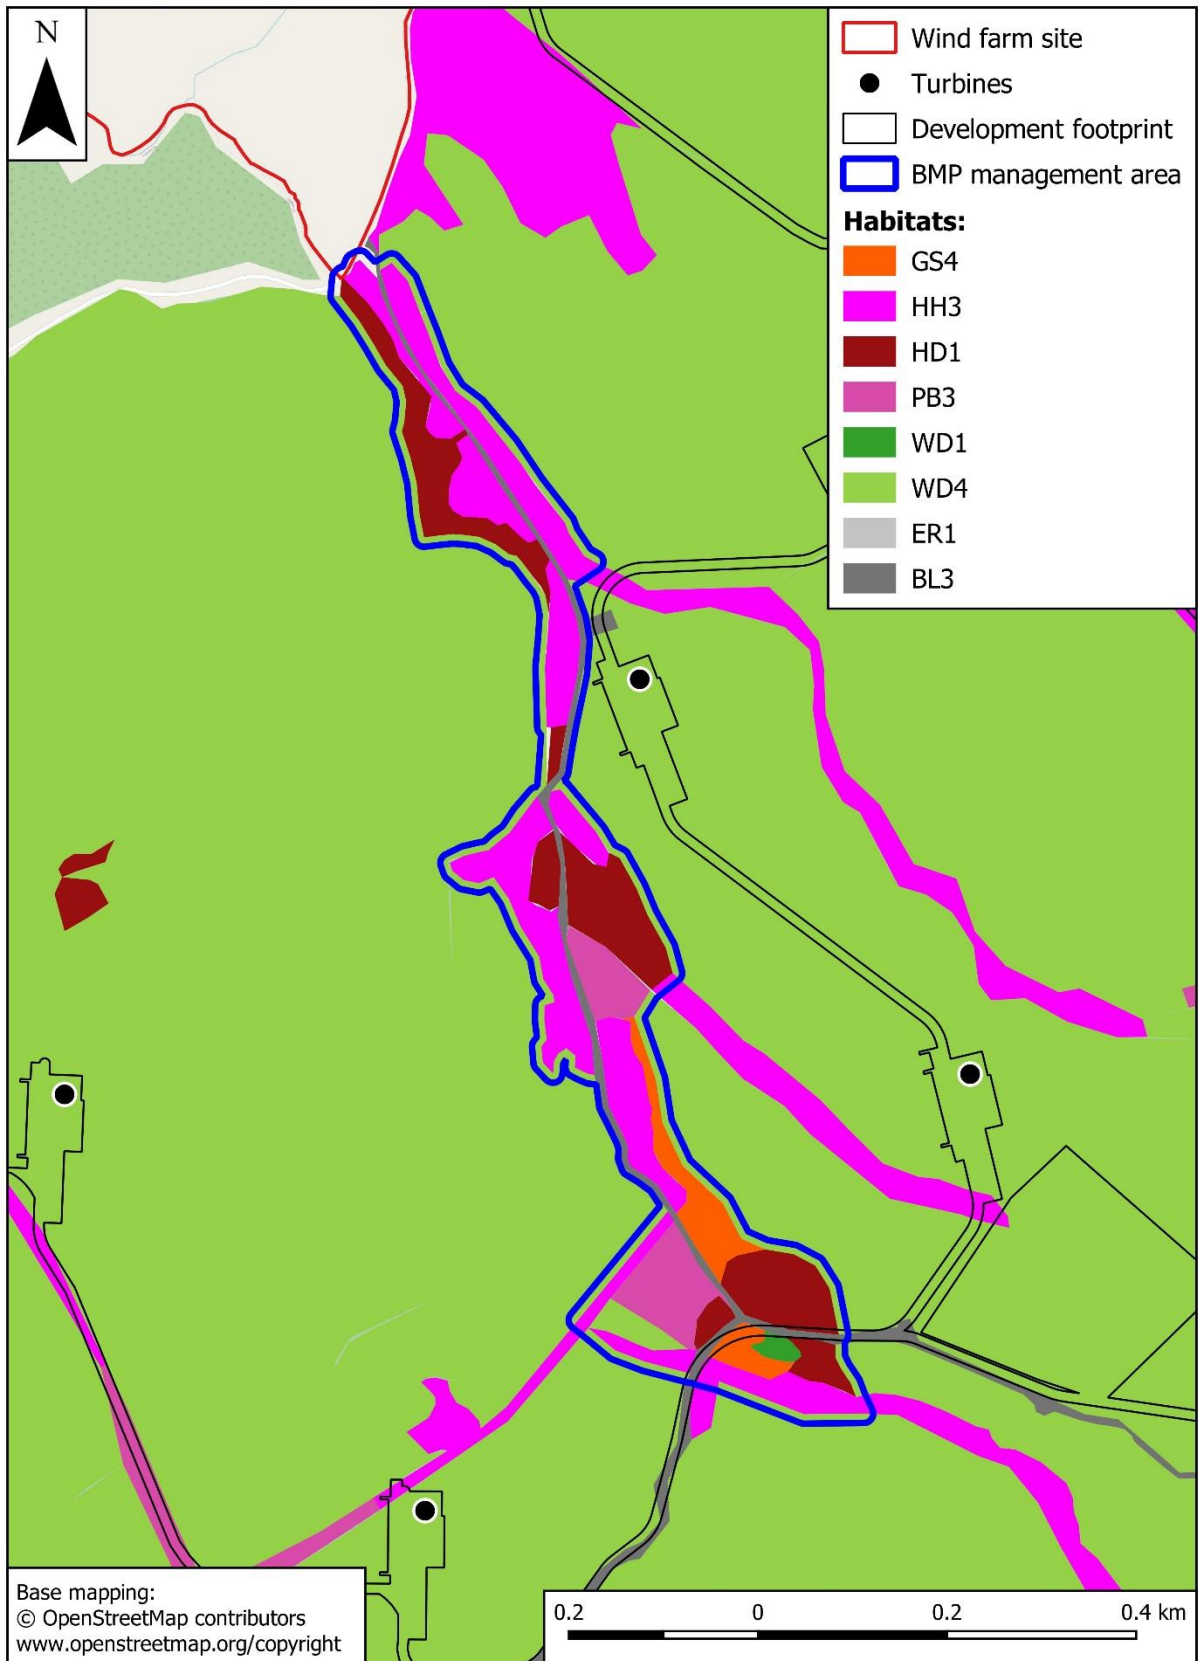 N
Wind farm site
Turbines
Development footprint
BMP management area
Habitats:
GS4
HH3
HD1
PB3
WD1
WD4
ER1
BL3
Base mapping:
© OpenStreetMap contributors
www.openstreetmap.org/copyright
0.2 0 0.2 0.4 km